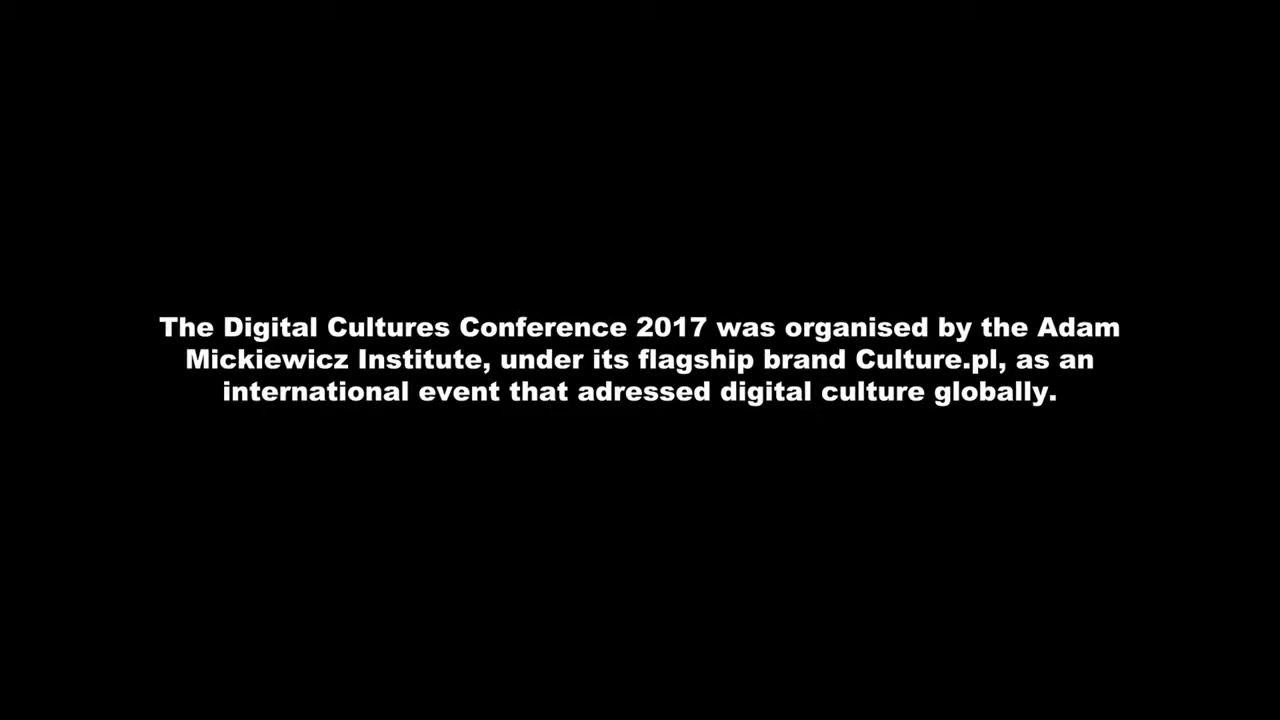 The Digital Cultures Conference 2017 was organised by the Adam
Mickiewicz Institute, under its flagship brand Culture.pl, as an
international event that adressed digital culture globally.